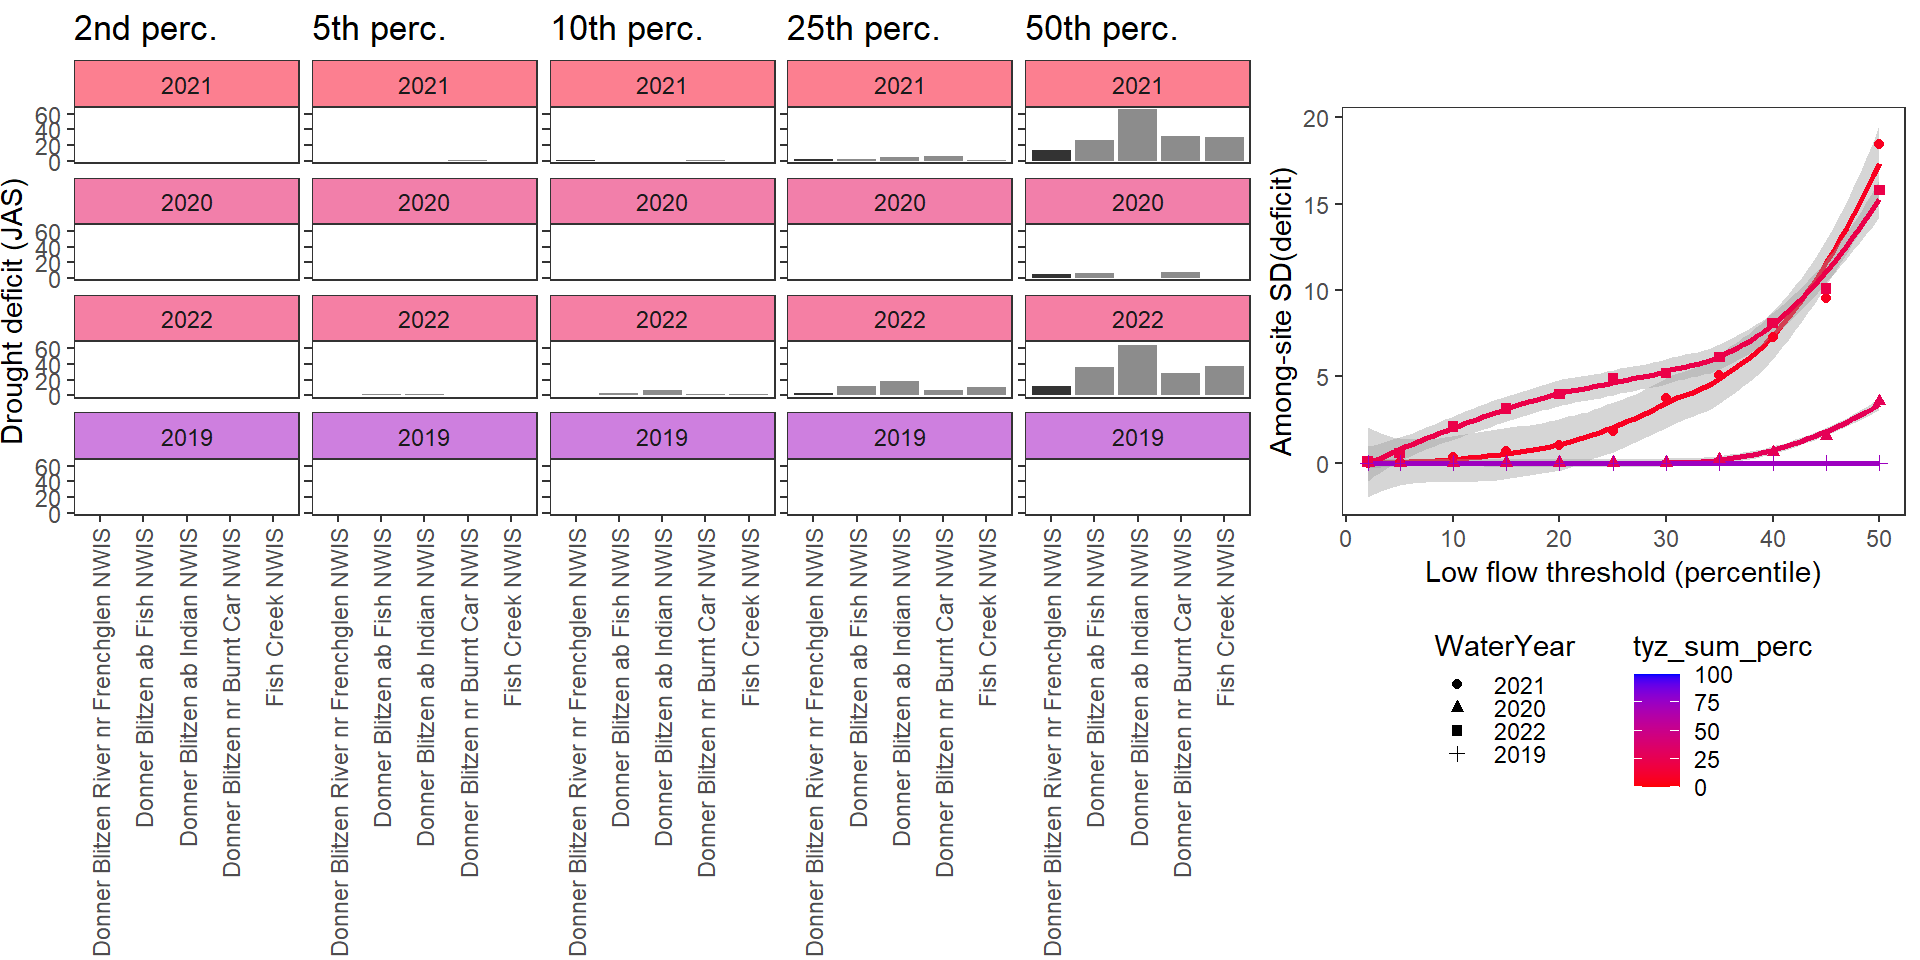 2nd perc.
5th perc.
10th perc.
25th perc.
50th perc.
Drought deficit (JAS)
2021
2021
2021
2021
2021
60
40
20
0
2020
2020
2020
2020
2020
60
40
20
0
2022
2022
2022
2022
2022
60
40
20
0
2019
2019
2019
2019
2019
60
40
20
0
Donner Blitzen River nr Frenchglen NWIS
Donner Blitzen ab Fish NWIS
Donner Blitzen ab Indian NWIS
Donner Blitzen nr Burnt Car NWIS
Fish Creek NWIS
Donner Blitzen River nr Frenchglen NWIS
Donner Blitzen ab Fish NWIS
Donner Blitzen ab Indian NWIS
Donner Blitzen nr Burnt Car NWIS
Fish Creek NWIS
Donner Blitzen River nr Frenchglen NWIS
Donner Blitzen ab Fish NWIS
Donner Blitzen ab Indian NWIS
Donner Blitzen nr Burnt Car NWIS
Fish Creek NWIS
Donner Blitzen River nr Frenchglen NWIS
Donner Blitzen ab Fish NWIS
Donner Blitzen ab Indian NWIS
Donner Blitzen nr Burnt Car NWIS
Fish Creek NWIS
Donner Blitzen River nr Frenchglen NWIS
Donner Blitzen ab Fish NWIS
Donner Blitzen ab Indian NWIS
Donner Blitzen nr Burnt Car NWIS
Fish Creek NWIS
Among-site SD(deficit)
20
15
10
5
0
0
10
20
30
40
50
Low flow threshold (percentile)
WaterYear
2021
2020
2022
2019
tyz_sum_perc
100
75
50
25
0